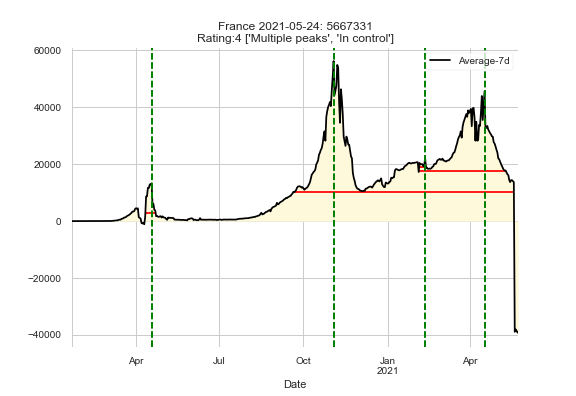 France 2021-05-24: 5667331
Rating:4 ['Multiple peaks', 'In control']
Average-7d
60000
40000
20000
0
−20000
−40000
Apr
Jul
Oct
Jan
2021
Apr
Date